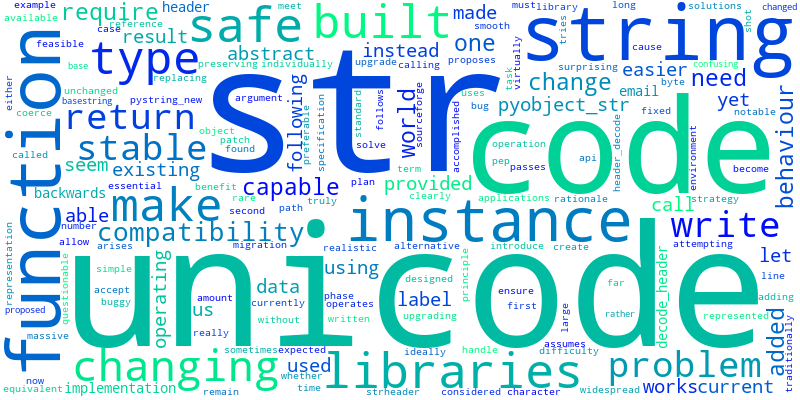 example
available
header
reference
case
meet
must
library
long
solutions
shot
changed
require
safe
built
made
smooth
tries
cause
string
feasible
result
individually
preserving
replacing
base
type
abstract
instead
one
upgrade
calling
proposes
virtually
surprising
easier
need
byte
confusing
either
unchanged
basestring
pystring_new
argument
uses
task
change
email
coerce
return
object
patch
following
str
standard
follows
world
sourceforge
pyobject_str
bug
fixed
yet
notable
called
function
stable
found
preferable
specification
solve
accomplished
code
pep
operation
api
header_decode
environment
behaviour
seem
existing
essential
benefit
rare
term
plan
capable
provided
passes
applications
rationale
become
strategy
backwards
make
truly
clearly
call
attempting
able
number
allow
second
path
instance
write
compatibility
arises
migration
realistic
alternative
introduce
create
let
representation
questionable
simple
accept
buggy
operating
data
using
phase
operates
designed
upgrading
principle
unicode
label
ensure
first
far
rather
decode_header
line
adding
represented
added
traditionally
proposed
massive
us
amount
currently
without
written
ideally
handle
assumes
large
difficulty
really
sometimes
expected
whether
time
used
now
equivalent
changing
implementation
remain
strheader
libraries
considered
character
problem
widespread
works
current